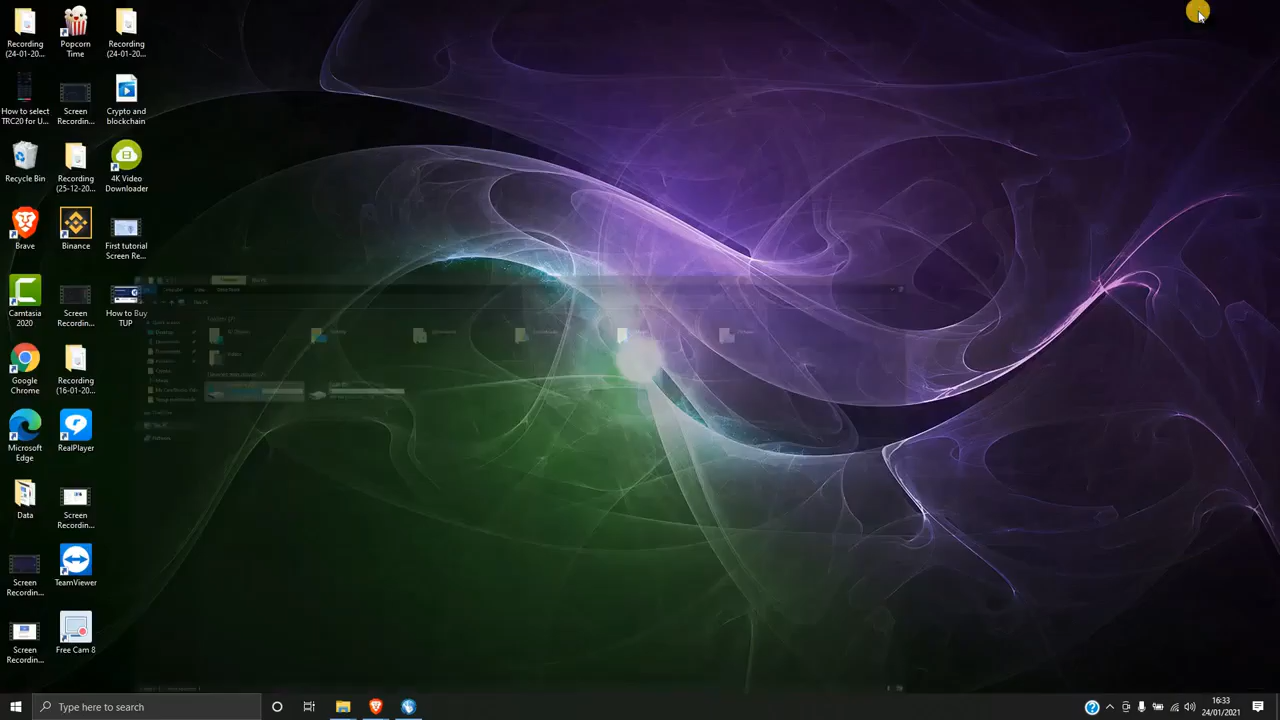 Recording
(24-01-20...
Popcorn
Time
Recording
(24-01-20...
How to select
TRC20 for U...
Screen
Recordin...
Crypto and
blockchain
Recycle Bin
Recording
(25-12-20...
4K Video
Downloader
Brave
Binance
First tutorial
Screen Re...
Camtasia
2020
Screen
Recordin...
How to Buy
TUP
Google
Chrome
Recording
(16-01-20...
Microsoft
Edge
RealPlayer
Data
Screen
Recordin...
Screen
Recordin...
TeamViewer
Screen
Recordin...
Free Cam 8
Type here to search
16:33
24/01/2021